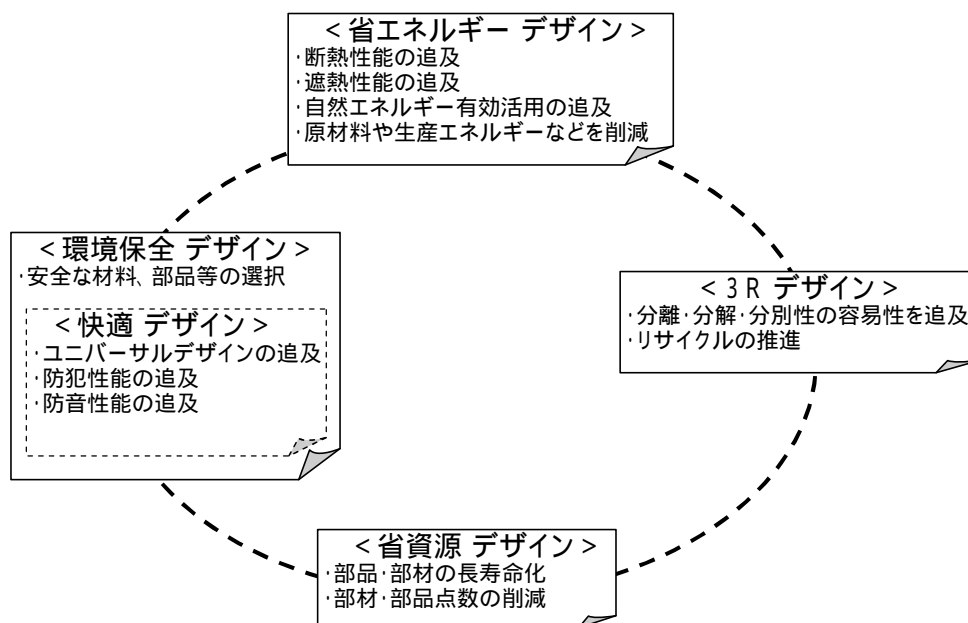 ＜省エネルギー デザイン＞
･断熱性能の追及
･遮熱性能の追及
･自然エネルギー有効活用の追及
･原材料や生産エネルギーなどを削減
＜環境保全 デザイン＞
･安全な材料、部品等の選択
＜快適 デザイン＞
･ユニバーサルデザインの追及
･防犯性能の追及
･防音性能の追及
＜3R デザイン＞
･分離･分解･分別性の容易性を追及
･リサイクルの推進
＜省資源 デザイン＞
･部品･部材の長寿命化
･部材･部品点数の削減